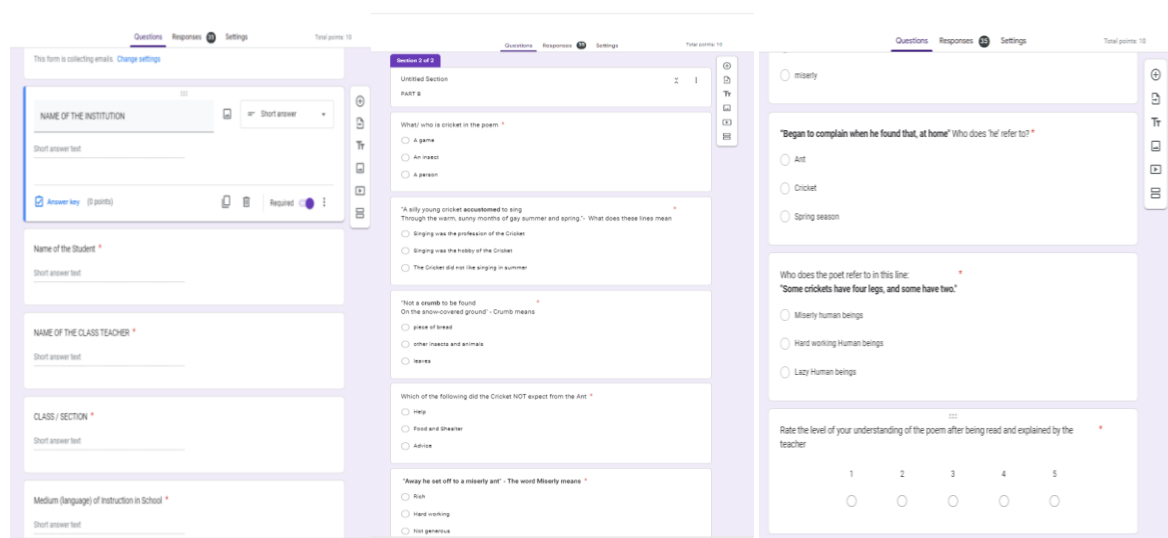 Questions Responses 35 Settings
Total points: 10
This form is collecting emails. Change settings
NAME OF THE INSTITUTION
Short answer
Short answer text
Answer key (0 points)
Required
Name of the Student *
Short answer text
NAME OF THE CLASS TEACHER *
Short answer text
CLASS / SECTION *
Short answer text
Medium (language) of Instruction in School *
Short answer text
Questions Responses 35 Settings
Total points: 10
Section 2 of 2
Untitled Section
PART B
What/ who is cricket in the poem *
A game
An insect
A person
"A silly young cricket accustomed to sing *
Through the warm, sunny months of gay summer and spring."- What does these lines mean
Singing was the profession of the Cricket
Singing was the hobby of the Cricket
The Cricket did not like singing in summer
"Not a crumb to be found *
On the snow-covered ground" - Crumb means
piece of bread
other insects and animals
leaves
Which of the following did the Cricket NOT expect from the Ant *
Help
Food and Shealter
Advice
"Away he set off to a miserly ant" - The word Miserly means *
Rich
Hard working
Not generous
Questions Responses 35 Settings
Total points: 10
miserly
"Began to complain when he found that, at home" Who does 'he' refer to? *
Ant
Cricket
Spring season
Who does the poet refer to in this line: *
"Some crickets have four legs, and some have two."
Miserly human beings
Hard working Human beings
Lazy Human beings
Rate the level of your understanding of the poem after being read and explained by the *
teacher
1 2 3 4 5